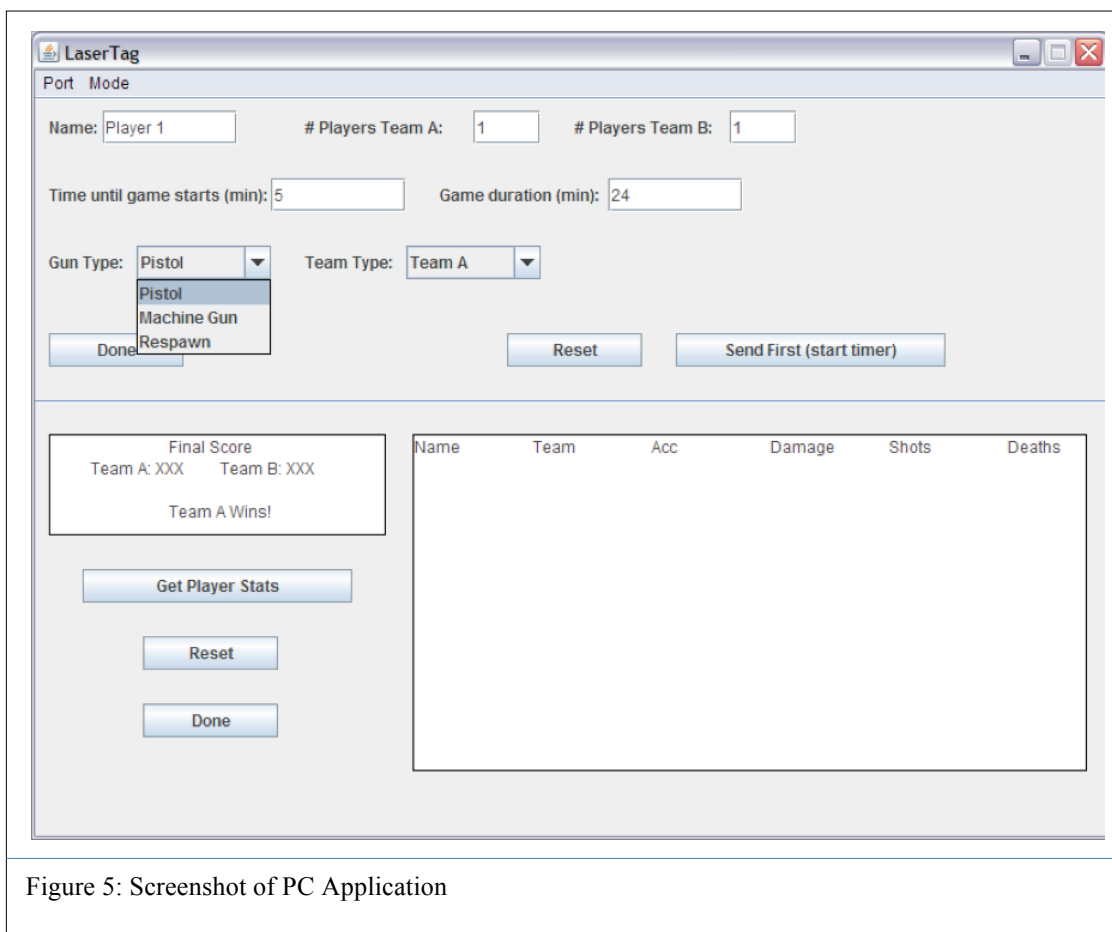 LaserTag
Port Mode
Name: Player 1 # Players Team A: 1 # Players Team B: 1
Time until game starts (min): 5 Game duration (min): 24
Gun Type: Pistol Team Type: Team A
Pistol
Machine Gun
Respawn
Done Reset Send First (start timer)
Final Score
Team A: XXX Team B: XXX
Team A Wins!
Name Team Acc Damage Shots Deaths
Get Player Stats
Reset
Done
Figure 5: Screenshot of PC Application